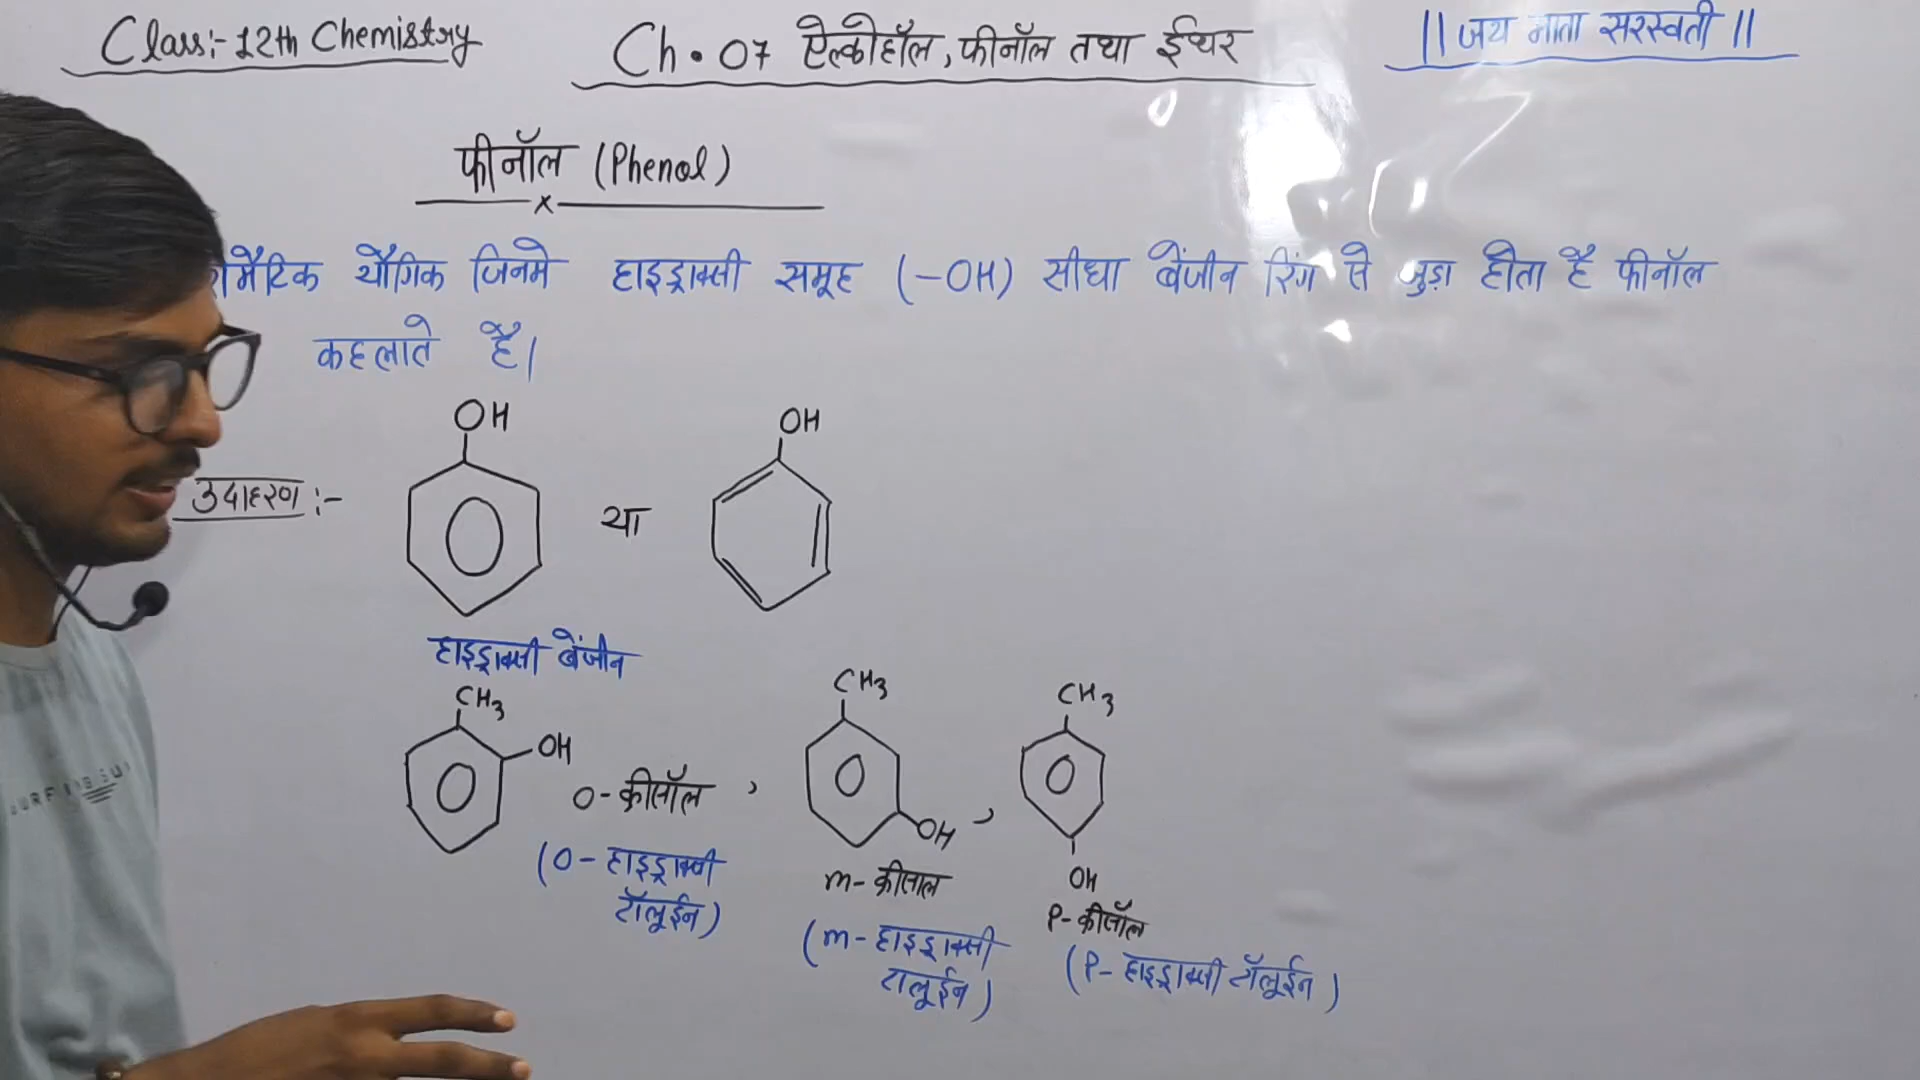 Class:- 12th Chemistry
Ch. 07 ऐल्कोहॉल, फीनॉल तथा ईथर
|| जय माता सरस्वती ||
फीनॉल (Phenol)
यौगिक जिनमे हाइड्राक्सी समूह (-OH) सीधा बेंजीन रिंग से जुड़ा होता है फीनॉल
कहलाते है।
उदाहरण :-
OH
या
OH
हाइड्राक्सी बेंजीन
CH3
OH
O-क्रीसॉल ,
(O- हाइड्राक्सी
टॉलूईन)
CH3
OH ,
m- क्रीसाल
(m- हाइड्राक्सी
टालूईन)
CH3
OH
P- क्रीसॉल
(P- हाइड्राक्सी टॉलूईन)